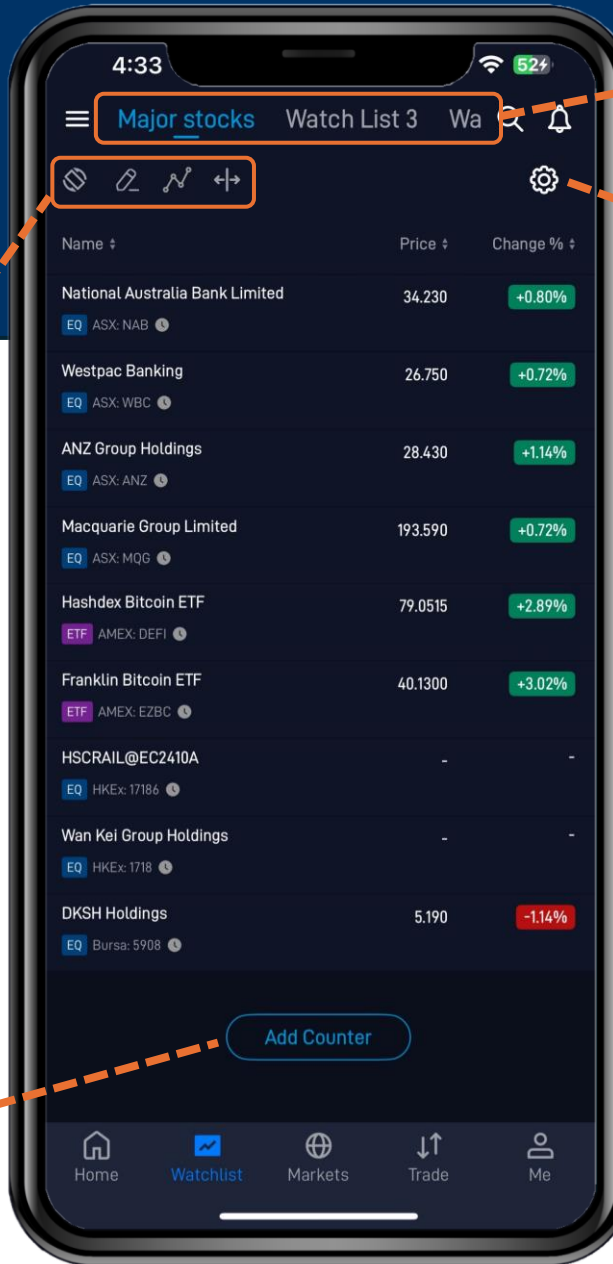 4:33
52
Major stocks Watch List 3 Wa
Name Price Change %
National Australia Bank Limited 34.230 +0.80%
EQ ASX: NAB
Westpac Banking 26.750 +0.72%
EQ ASX: WBC
ANZ Group Holdings 28.430 +1.14%
EQ ASX: ANZ
Macquarie Group Limited 193.590 +0.72%
EQ ASX: MQG
Hashdex Bitcoin ETF 79.0515 +2.89%
ETF AMEX: DEFI
Franklin Bitcoin ETF 40.1300 +3.02%
ETF AMEX: EZBC
HSCRAIL@EC2410A - -
EQ HKEx: 17186
Wan Kei Group Holdings - -
EQ HKEx: 1718
DKSH Holdings 5.190 -1.14%
EQ Bursa: 5908
Add Counter
Home Watchlist Markets Trade Me